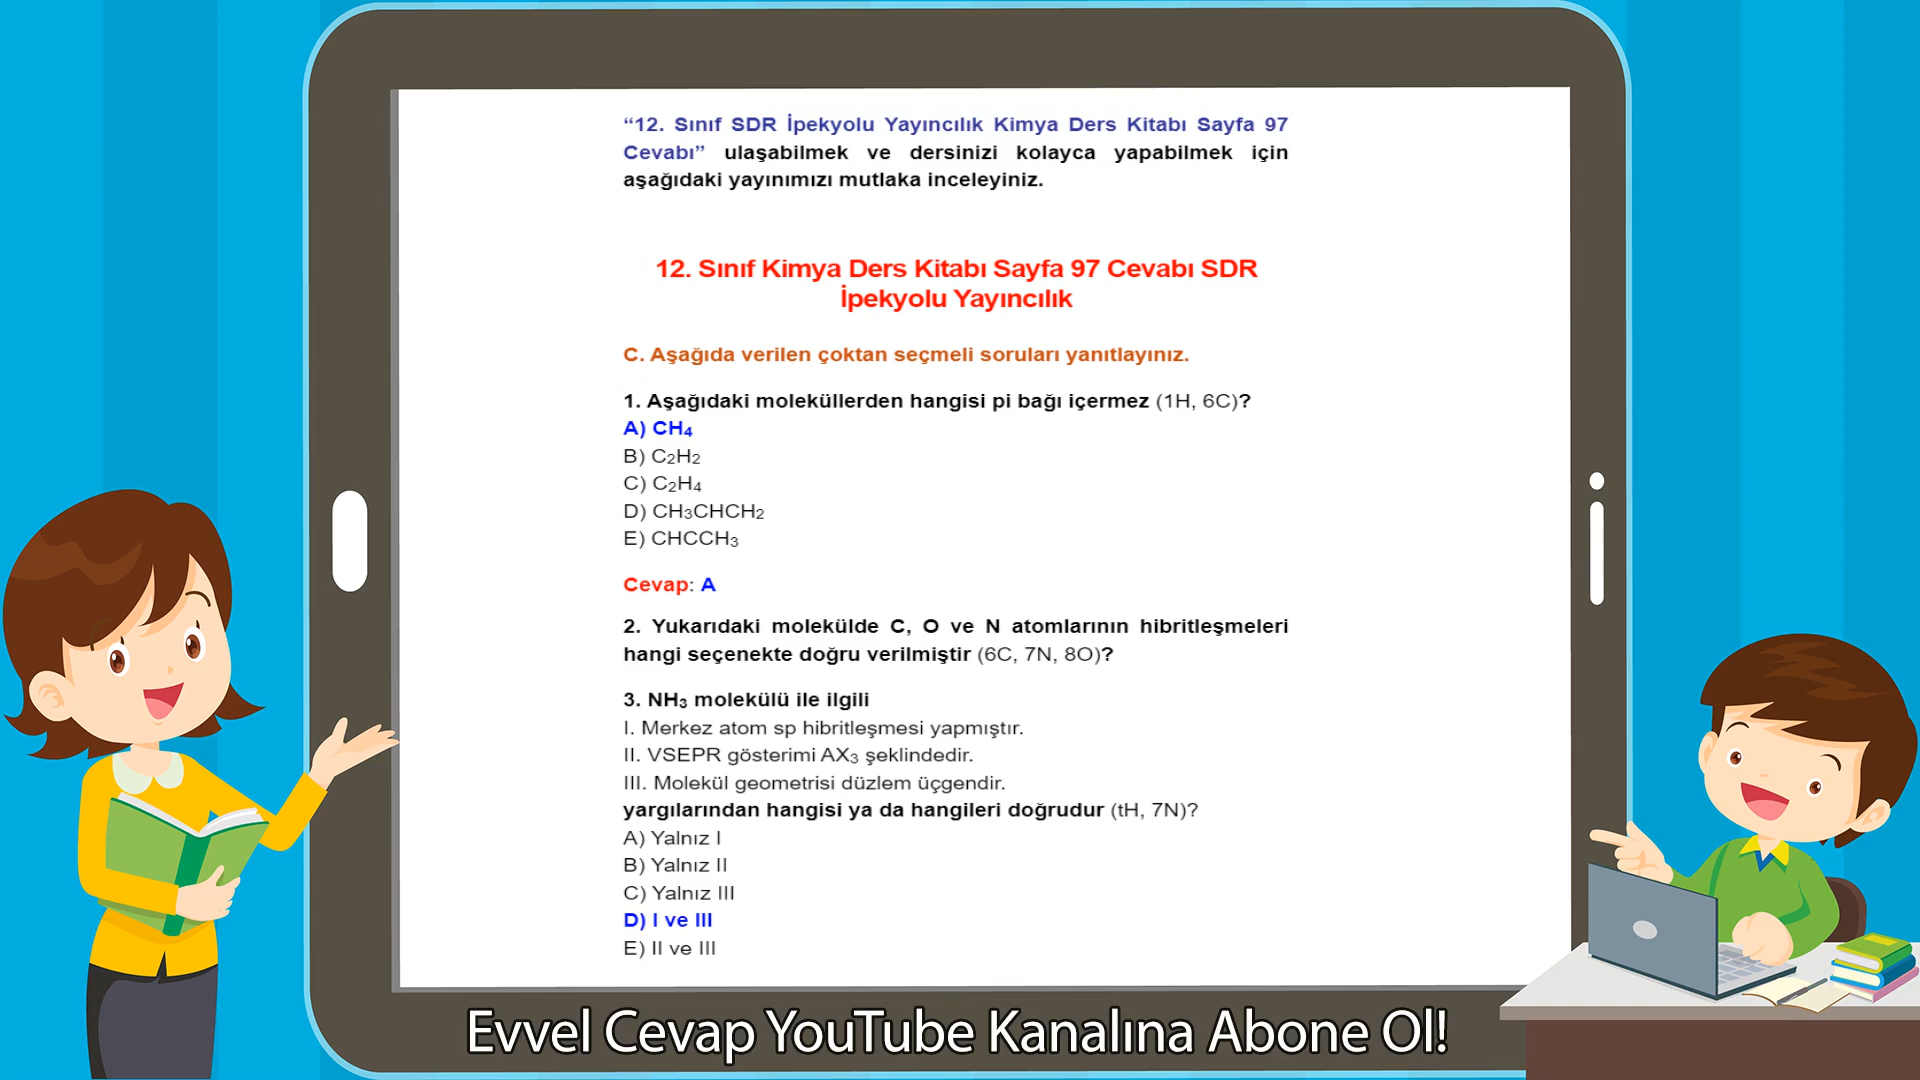 “12. Sınıf SDR İpekyolu Yayıncılık Kimya Ders Kitabı Sayfa 97
Cevabı” ulaşabilmek ve dersinizi kolayca yapabilmek için
aşağıdaki yayınımızı mutlaka inceleyiniz.
12. Sınıf Kimya Ders Kitabı Sayfa 97 Cevabı SDR
İpekyolu Yayıncılık
C. Aşağıda verilen çoktan seçmeli soruları yanıtlayınız.
1. Aşağıdaki moleküllerden hangisi pi bağı içermez (1H, 6C)?
A) CH₄
B) C₂H₂
C) C₂H₄
D) CH₃CHCH₂
E) CHCCH₃
Cevap: A
2. Yukarıdaki molekülde C, O ve N atomlarının hibritleşmeleri
hangi seçenekte doğru verilmiştir (6C, 7N, 8O)?
3. NH₃ molekülü ile ilgili
I. Merkez atom sp hibritleşmesi yapmıştır.
II. VSEPR gösterimi AX₃ şeklindedir.
III. Molekül geometrisi düzlem üçgendir.
yargılarından hangisi ya da hangileri doğrudur (tH, 7N)?
A) Yalnız I
B) Yalnız II
C) Yalnız III
D) I ve III
E) II ve III
Evvel Cevap YouTube Kanalına Abone Ol!